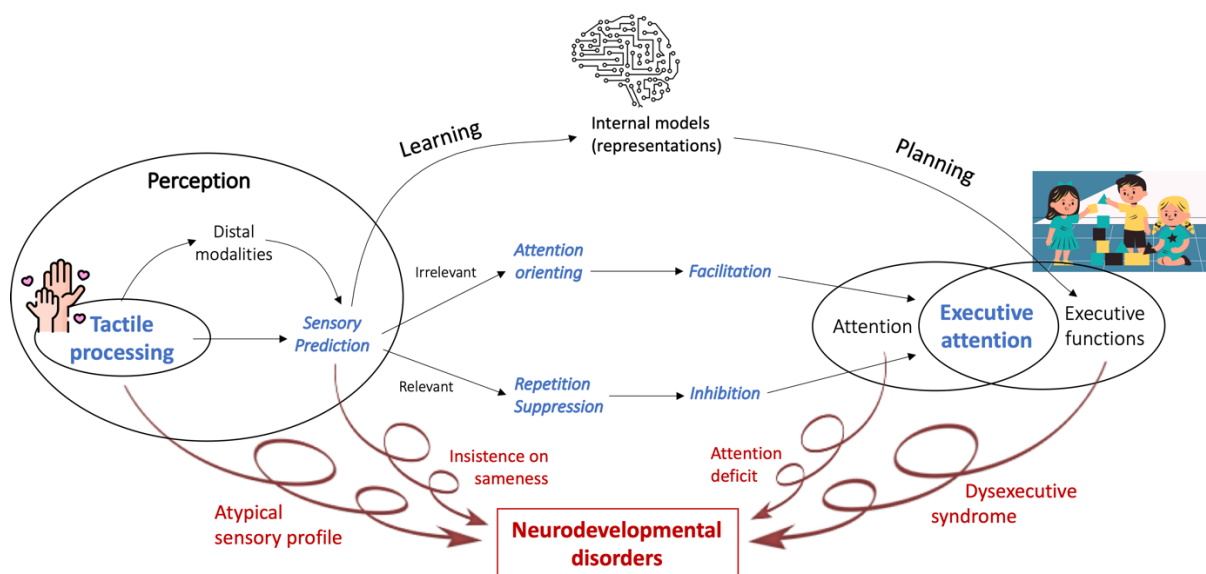 Internal models
(representations)
Learning
Planning
Perception
Distal
modalities
Tactile
processing
Sensory
Prediction
Irrelevant
Attention
orienting
Facilitation
Relevant
Repetition
Suppression
Inhibition
Attention
Executive
attention
Executive
functions
Atypical
sensory profile
Insistence on
sameness
Attention
deficit
Dysexecutive
syndrome
Neurodevelopmental
disorders